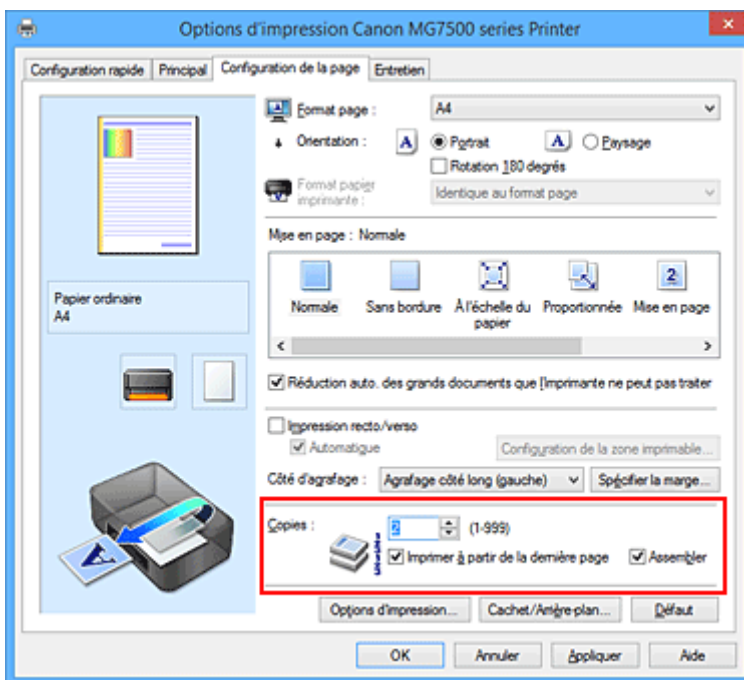 Options d'impression Canon MG7500 series Printer
Configuration rapide Principal Configuration de la page Entretien
Format page : A4
Orientation : A Portrait A Paysage
Rotation 180 degrés
Format papier imprimante : Identique au format page
Mise en page : Normale
Normale Sans bordure À l'échelle du papier Proportionnée Mise en page
Papier ordinaire
A4
Réduction auto. des grands documents que l'imprimante ne peut pas traiter
Impression recto/verso
Automatique Configuration de la zone imprimable...
Côté d'agrafage : Agrafage côté long (gauche) Spécifier la marge...
Copies : 2 (1-999)
Imprimer à partir de la dernière page Assembler
Options d'impression... Cachet/Arrière-plan... Défaut
OK Annuler Appliquer Aide